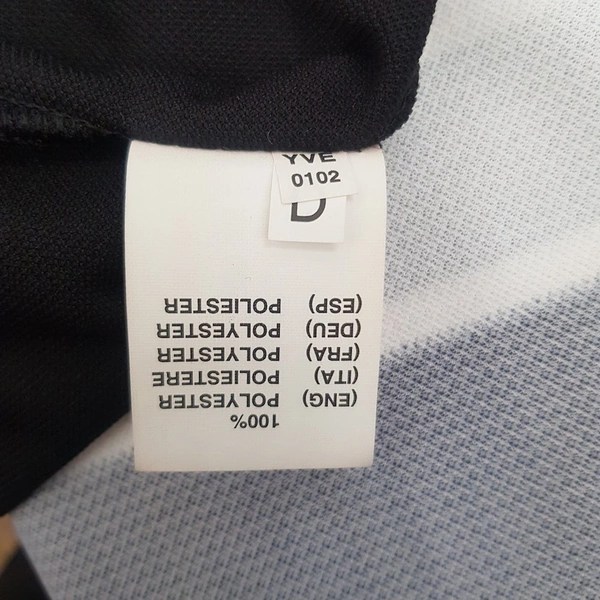 YVE
0102
D
100%
(ENG) POLYESTER
(ITA) POLIESTERE
(FRA) POLYESTER
(DEU) POLYESTER
(ESP) POLIESTER